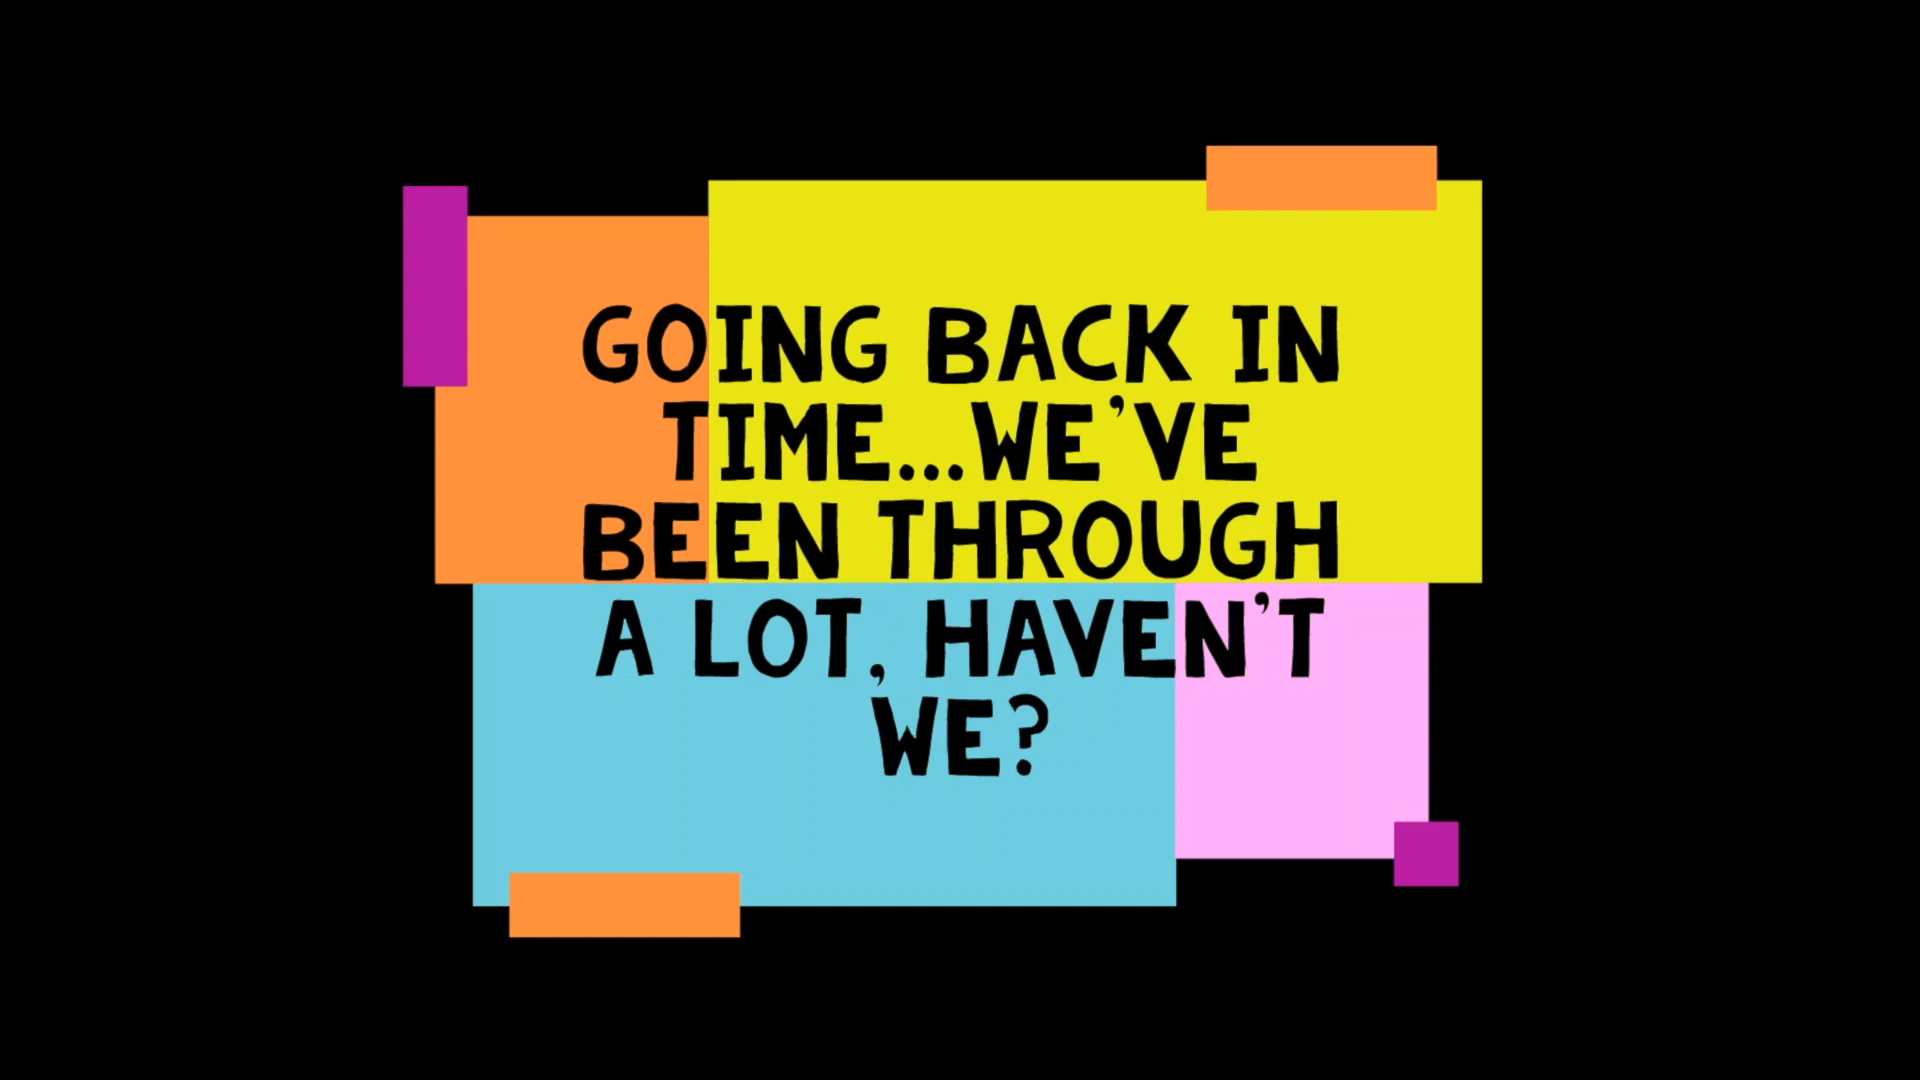 GOING BACK IN
TIME...WE'VE
BEEN THROUGH
A LOT, HAVEN'T
WE?